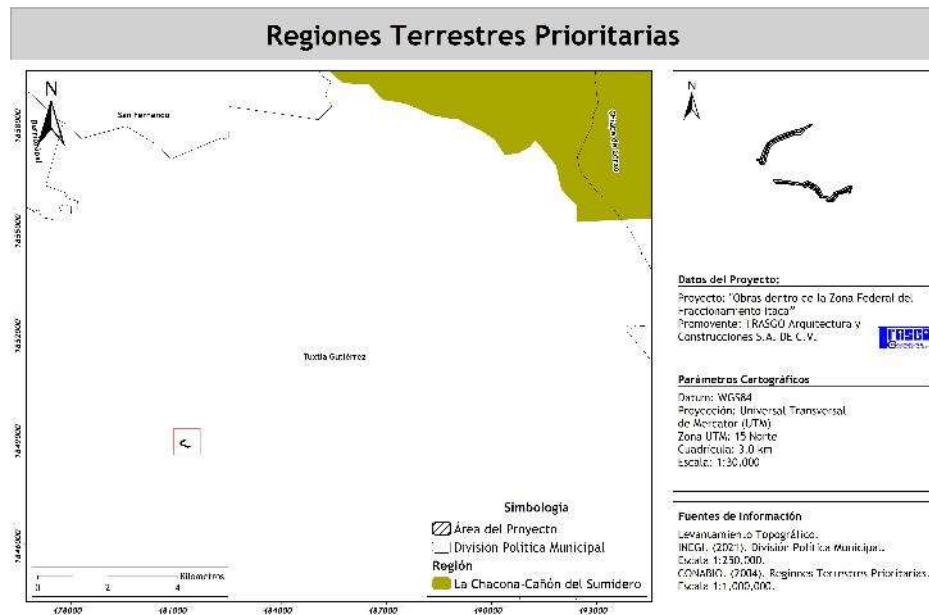 Regiones Terrestres Prioritarias
N
San Fernando
Tuxtla Gutiérrez
Simbología
Área del Proyecto
División Política Municipal
Región
La Chacona-Cañón del Sumidero
Kilometros
0 2 4
478000 481000 484000 487000 490000 493000
N
Datos del Proyecto:
Proyecto: "Obras dentro de la Zona Federal del
Fraccionamiento Itaca"
Promovente: TRASGO Arquitectura y
Construcciones S.A. DE C.V.
Parámetros Cartográficos
Datum: WGS84
Proyección: Universal Transversal
de Mercator (UTM)
Zona UTM: 15 Norte
Cuadrícula: 3.0 km
Escala: 1:30,000
Fuentes de Información
Levantamiento Topográfico.
INEGI. (2021). División Política Municipal.
Escala 1:250,000.
CONABIO. (2004). Regiones Terrestres Prioritarias.
Escala 1:1,000,000.